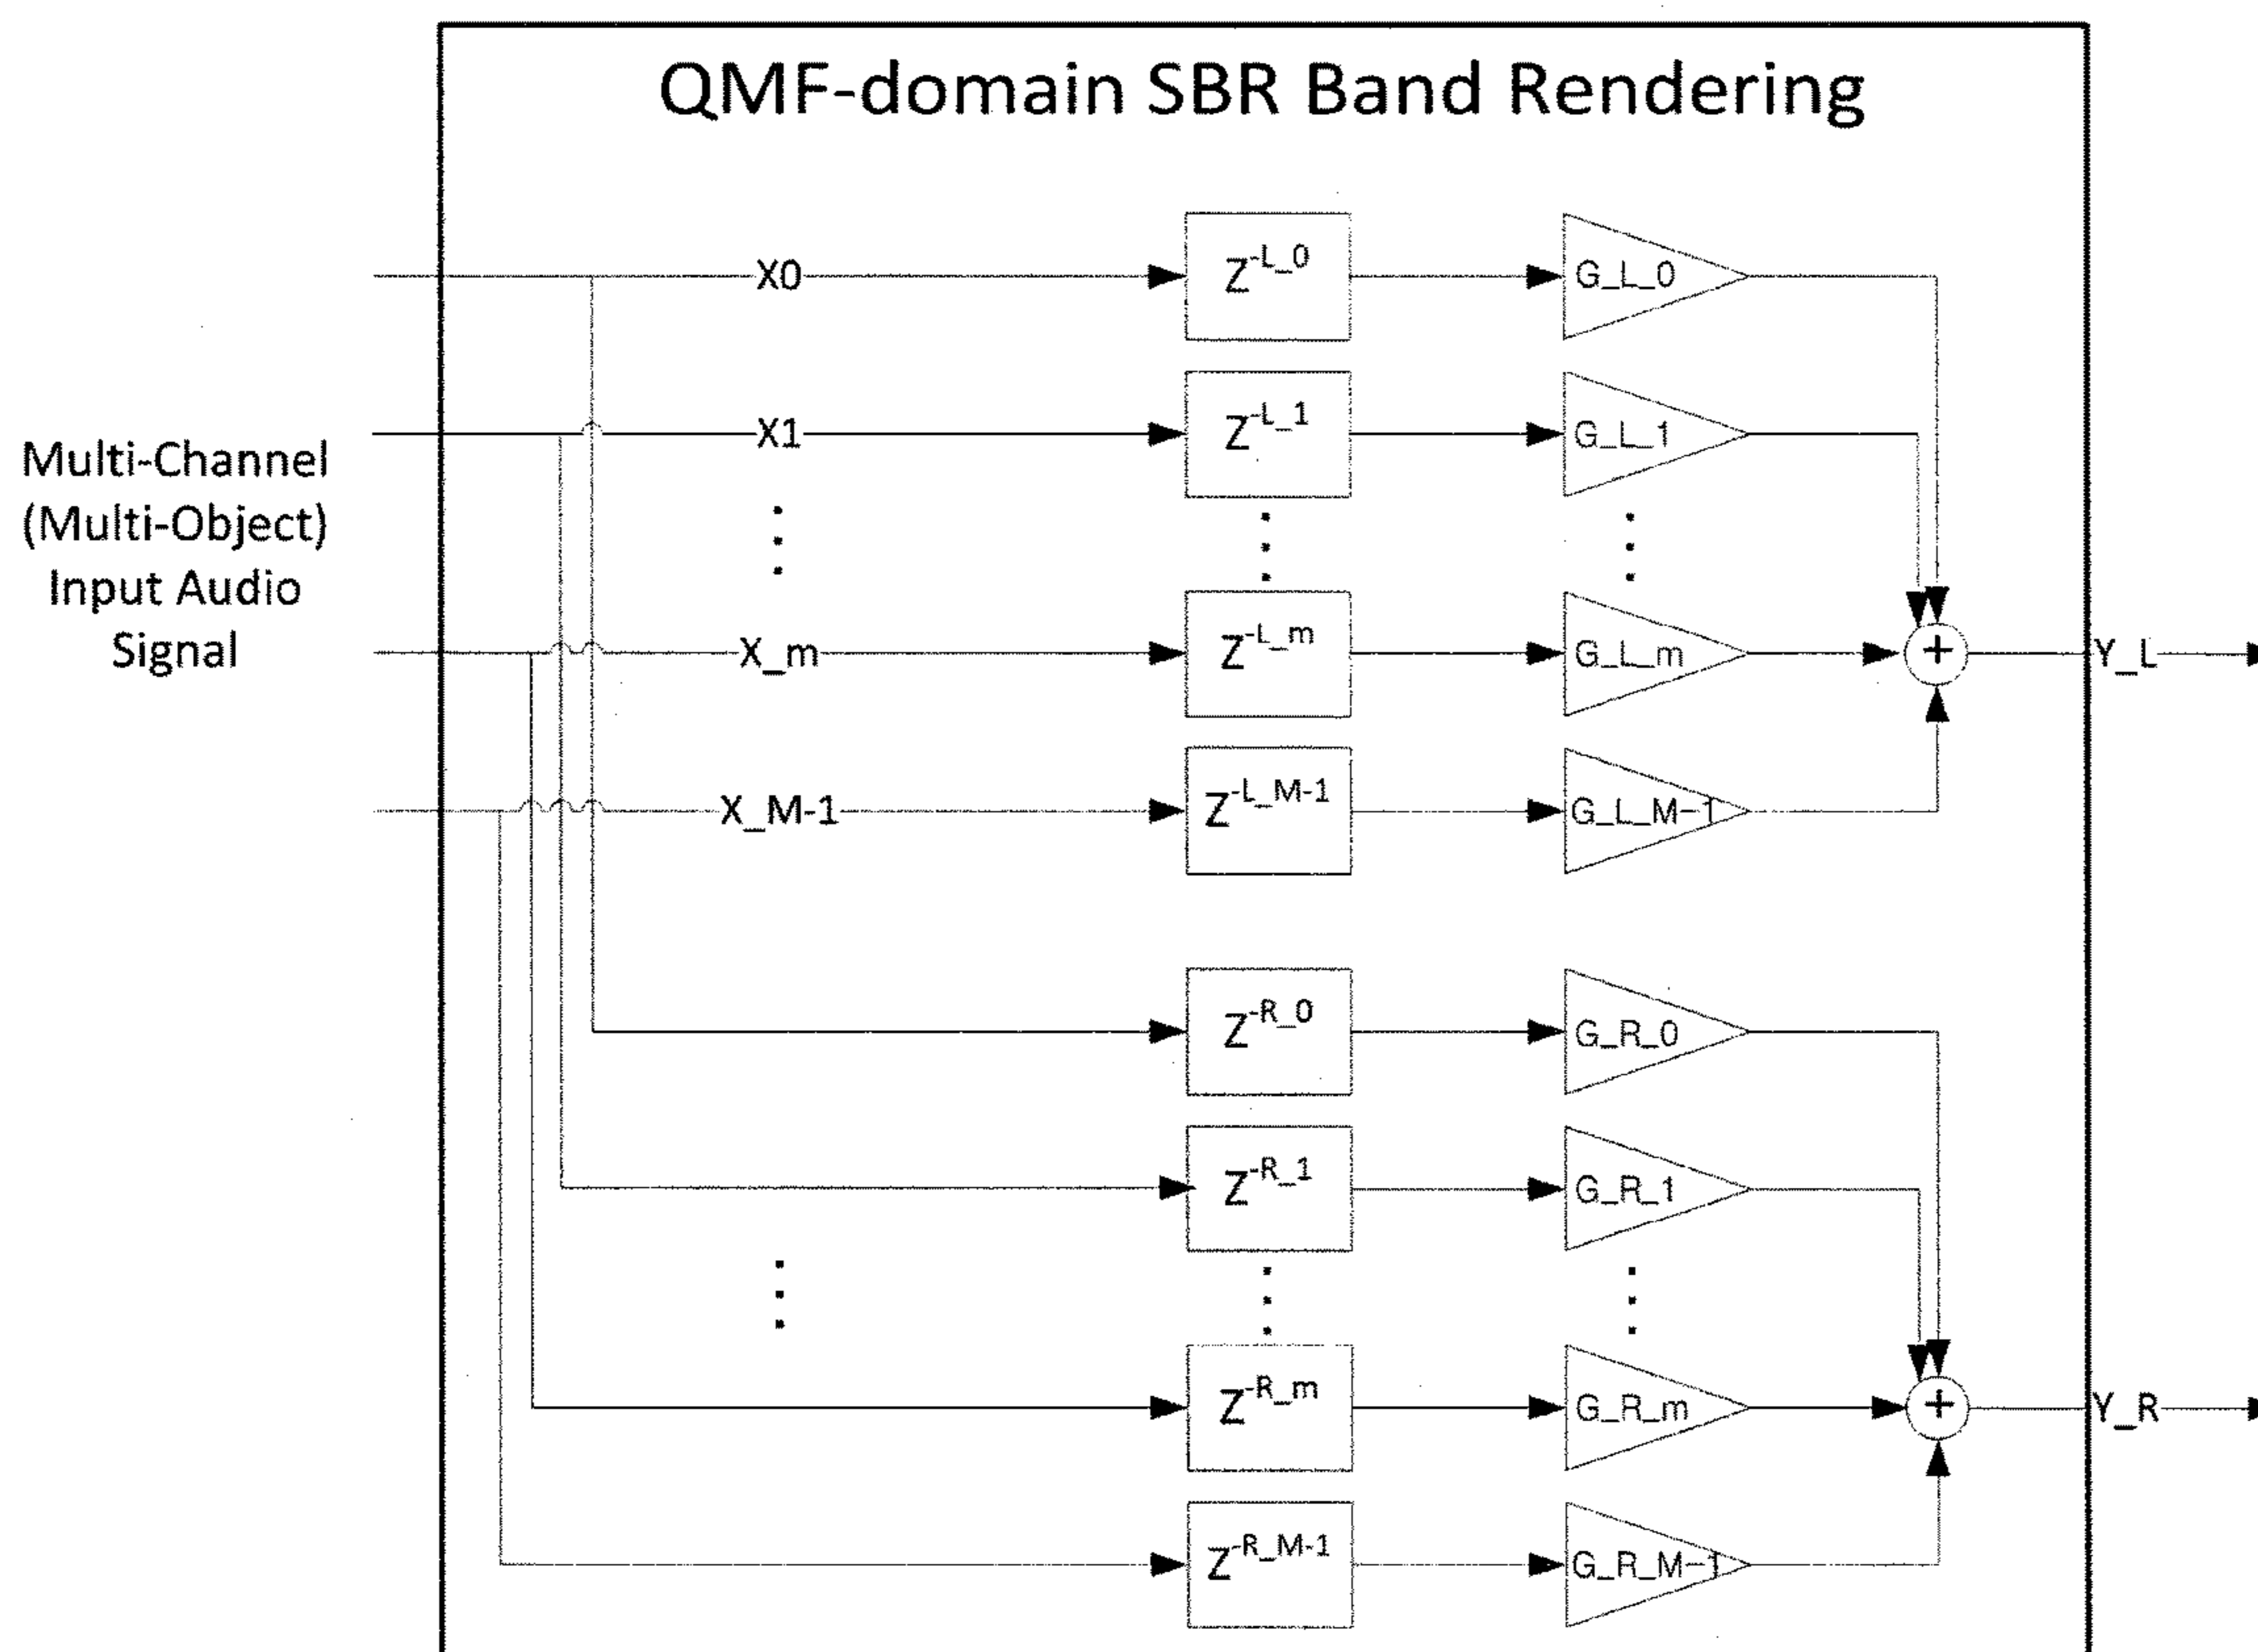 QMF-domain SBR Band Rendering
Multi-Channel
(Multi-Object)
Input Audio
Signal
X0
Z-L_0
G_L_0
X1
Z-L_1
G_L_1
X_m
Z-L_m
G_L_m
+
Y_L
X_M-1
Z-L_M-1
G_L_M-1
Z-R_0
G_R_0
Z-R_1
G_R_1
Z-R_m
G_R_m
+
Y_R
Z-R_M-1
G_R_M-1